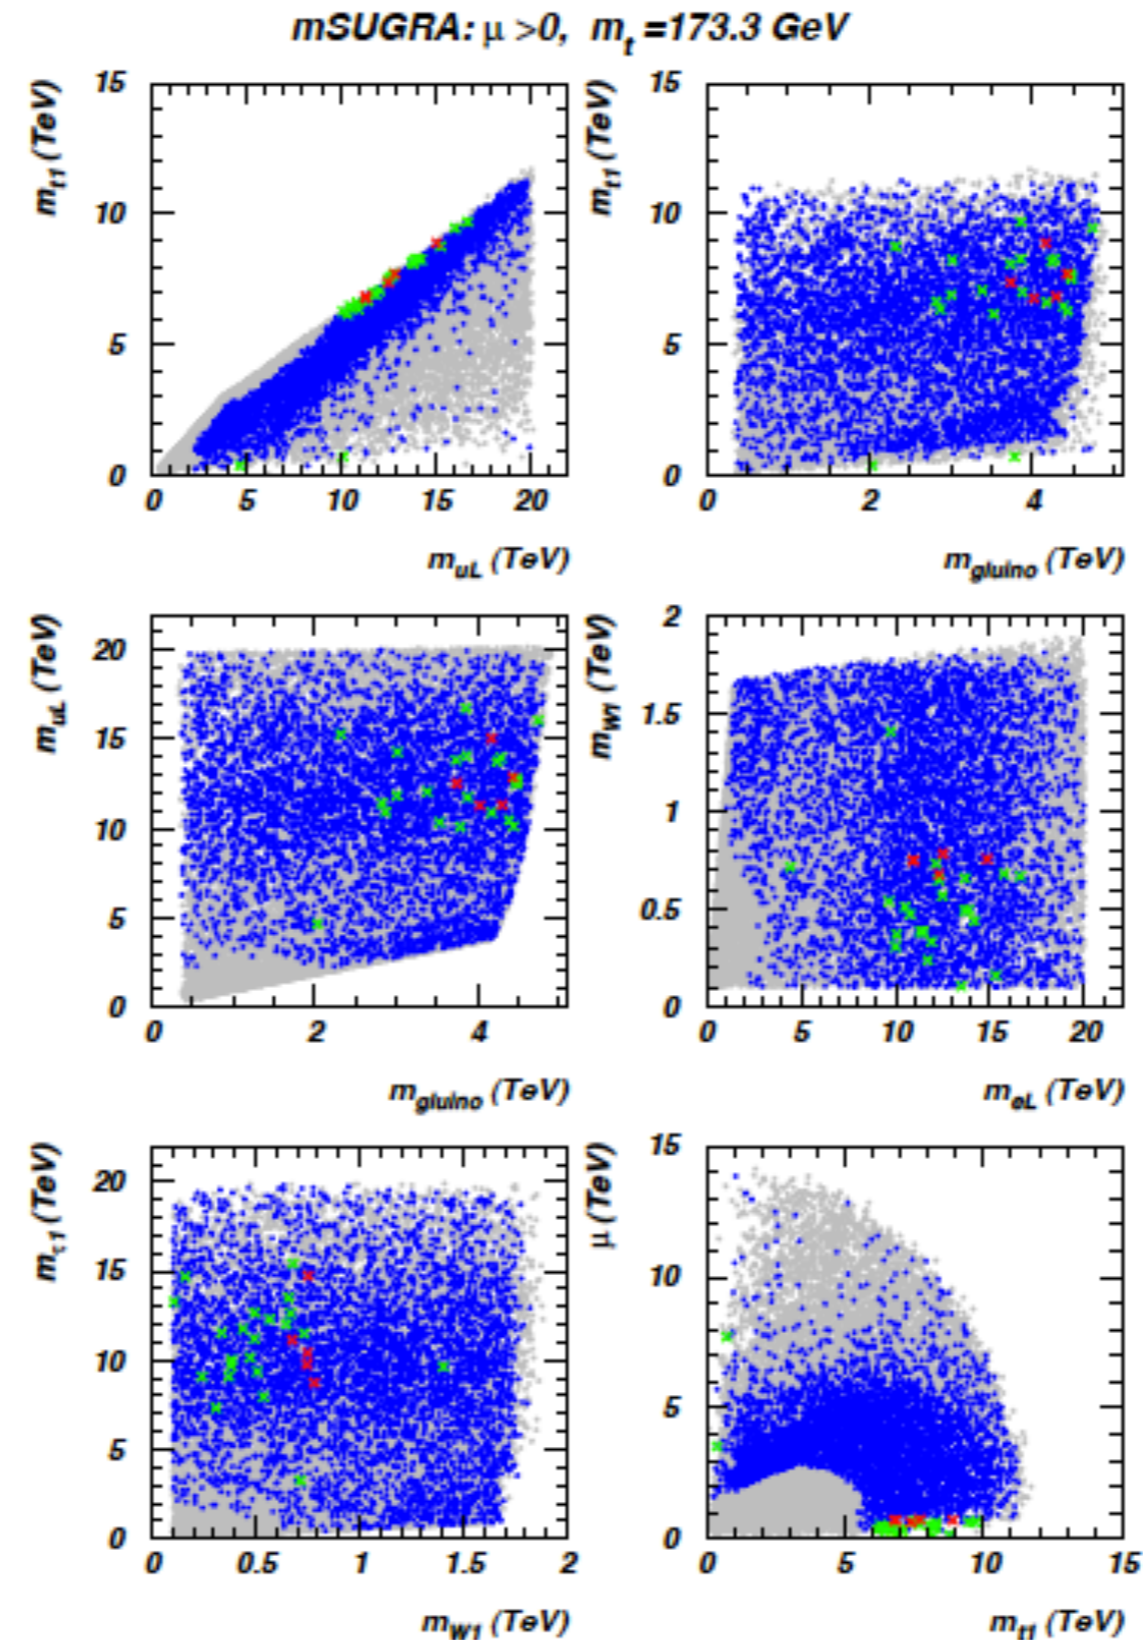 mSUGRA: μ >0, m_t =173.3 GeV
m_t1 (TeV)
15
10
5
0
0 5 10 15 20
m_uL (TeV)
m_t1 (TeV)
15
10
5
0
0 2 4
m_gluino (TeV)
m_uL (TeV)
20
15
10
5
0
0 2 4
m_gluino (TeV)
m_W1 (TeV)
2
1.5
1
0.5
0
0 5 10 15 20
m_eL (TeV)
m_τ1 (TeV)
20
15
10
5
0
0 0.5 1 1.5 2
m_W1 (TeV)
μ (TeV)
15
10
5
0
0 5 10 15
m_t1 (TeV)